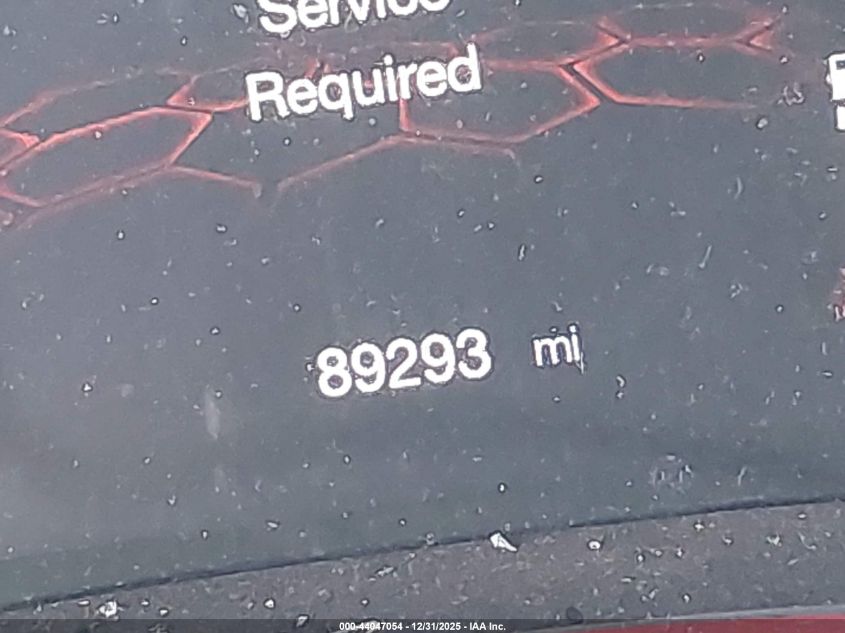 Service
Required
89293 mi
000-44047054 - 12/31/2025 - IAA Inc.